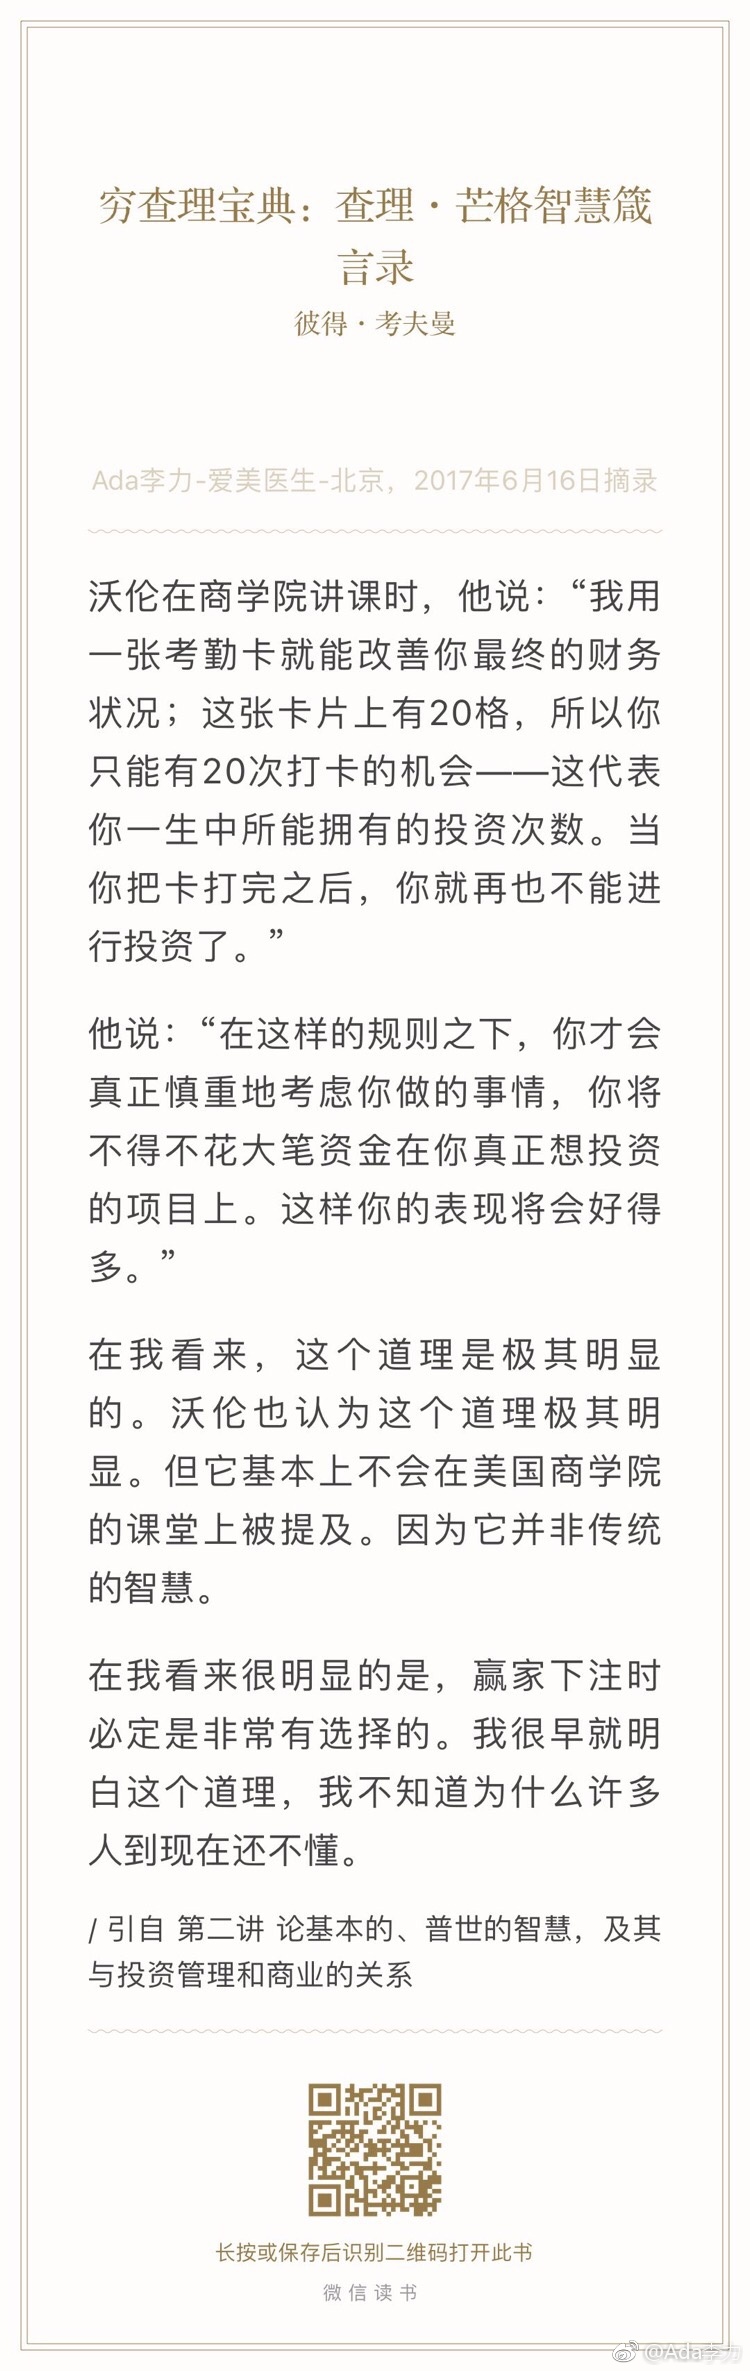 穷查理宝典：查理·芒格智慧箴
言录
彼得·考夫曼
Ada李力-爱美医生-北京，2017年6月16日摘录
沃伦在商学院讲课时，他说：“我用
一张考勤卡就能改善你最终的财务
状况；这张卡片上有20格，所以你
只能有20次打卡的机会——这代表
你一生中所能拥有的投资次数。当
你把卡打完之后，你就再也不能进
行投资了。”
他说：“在这样的规则之下，你才会
真正慎重地考虑你做的事情，你将
不得不花大笔资金在你真正想投资
的项目上。这样你的表现将会好得
多。”
在我看来，这个道理是极其明显
的。沃伦也认为这个道理极其明
显。但它基本上不会在美国商学院
的课堂上被提及。因为它并非传统
的智慧。
在我看来很明显的是，赢家下注时
必定是非常有选择的。我很早就明
白这个道理，我不知道为什么许多
人到现在还不懂。
/ 引自 第二讲 论基本的、普世的智慧，及其
与投资管理和商业的关系
长按或保存后识别二维码打开此书
微信读书
@Ada李力